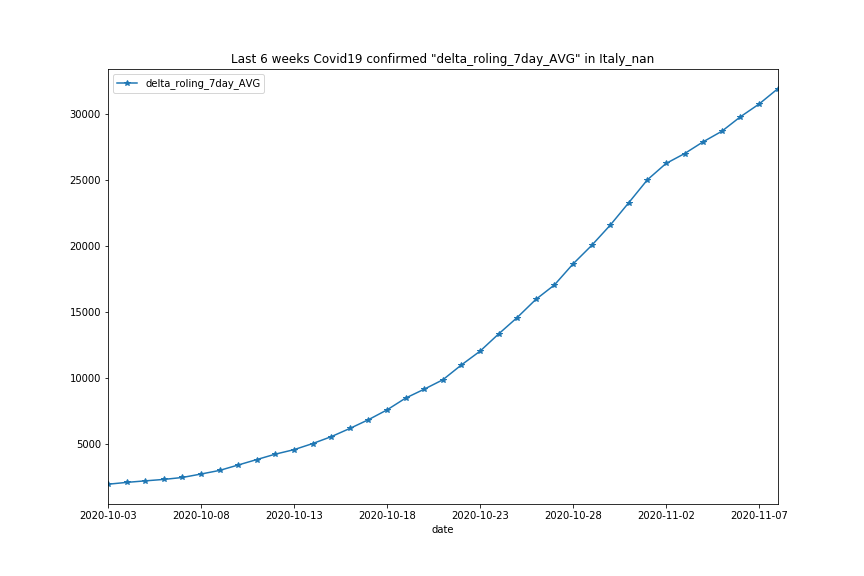 Last 6 weeks Covid19 confirmed "delta_roling_7day_AVG" in Italy_nan
delta_roling_7day_AVG
30000
25000
20000
15000
10000
5000
2020-10-03 2020-10-08 2020-10-13 2020-10-18 2020-10-23 2020-10-28 2020-11-02 2020-11-07
date